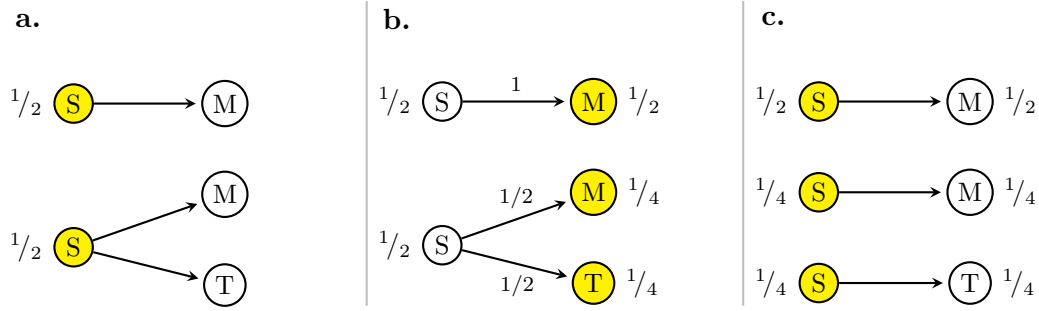 a.
1/2 S M
M
1/2 S
T
b.
1/2 S 1 M 1/2
1/2 M 1/4
1/2 S
1/2 T 1/4
c.
1/2 S M 1/2
1/4 S M 1/4
1/4 S T 1/4